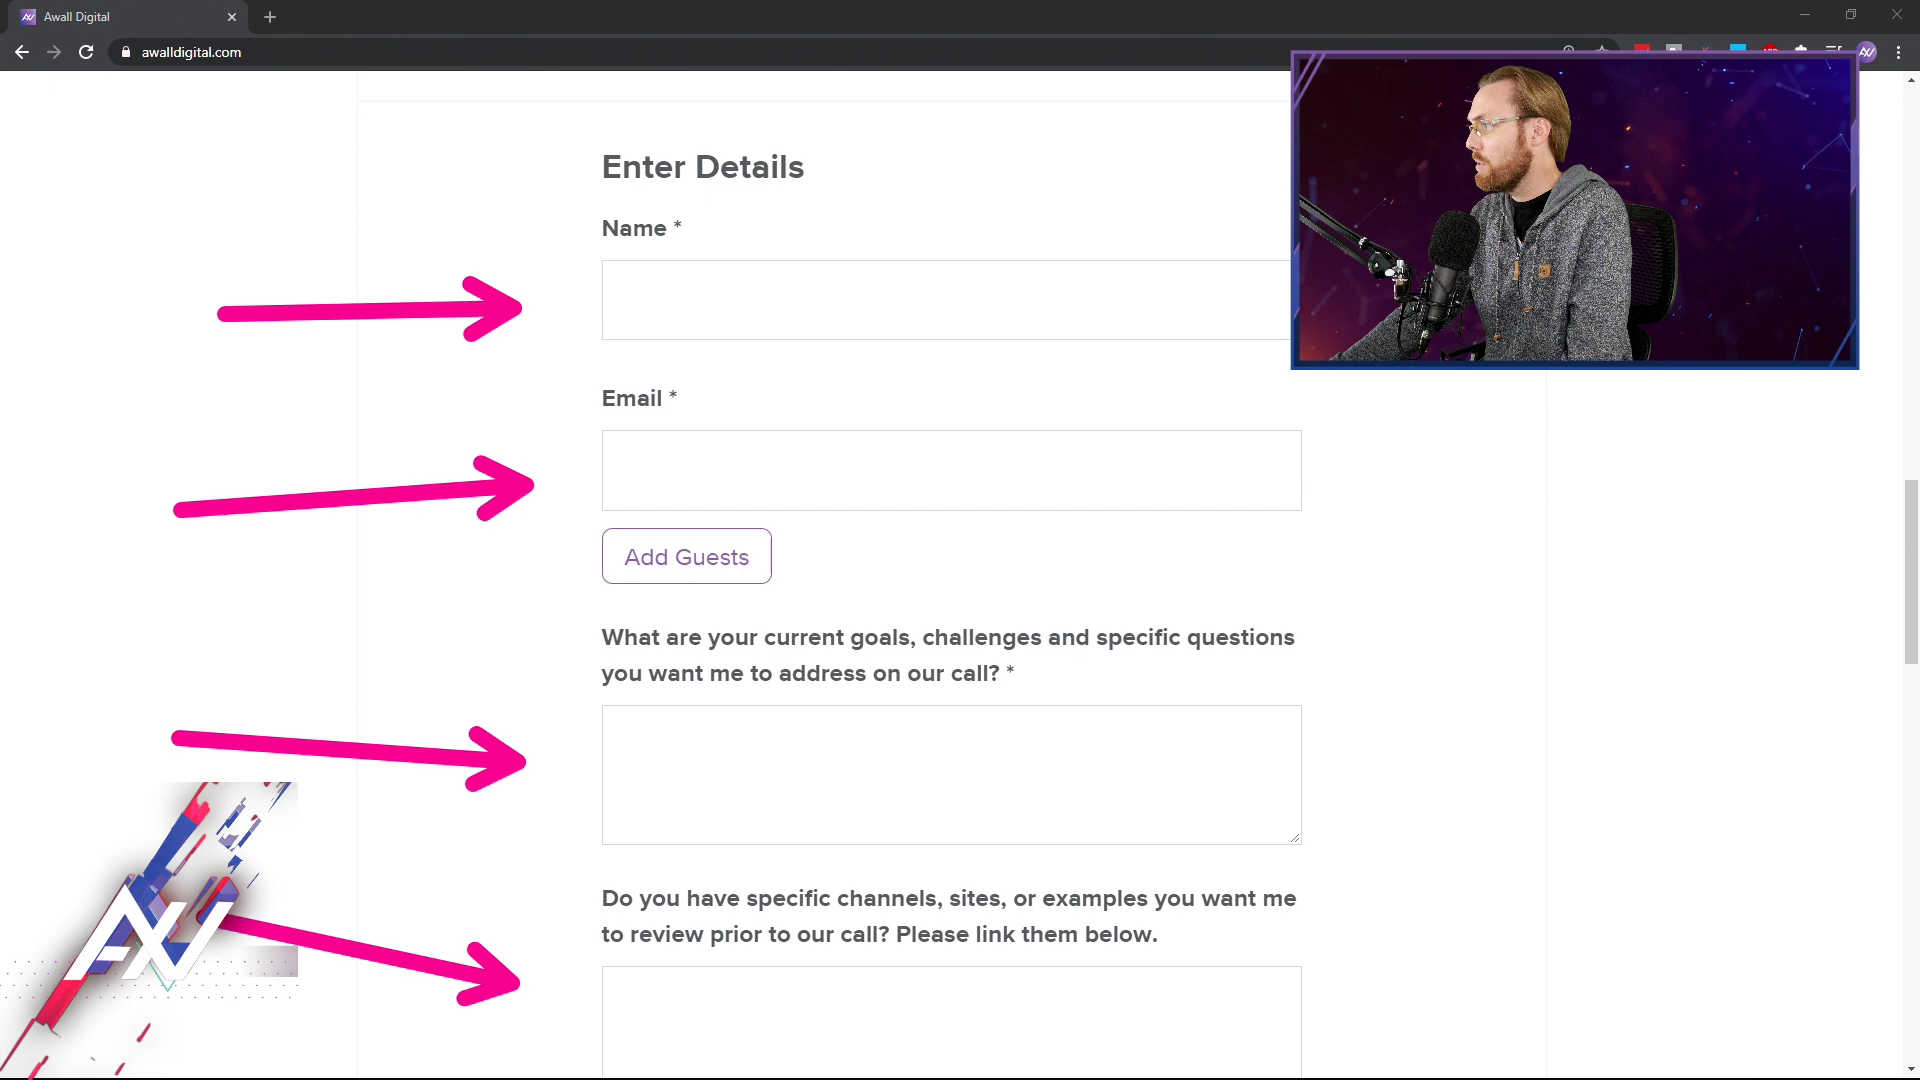 Awall Digital
awalldigital.com
Enter Details
Name *
Email *
Add Guests
What are your current goals, challenges and specific questions
you want me to address on our call? *
Do you have specific channels, sites, or examples you want me
to review prior to our call? Please link them below.